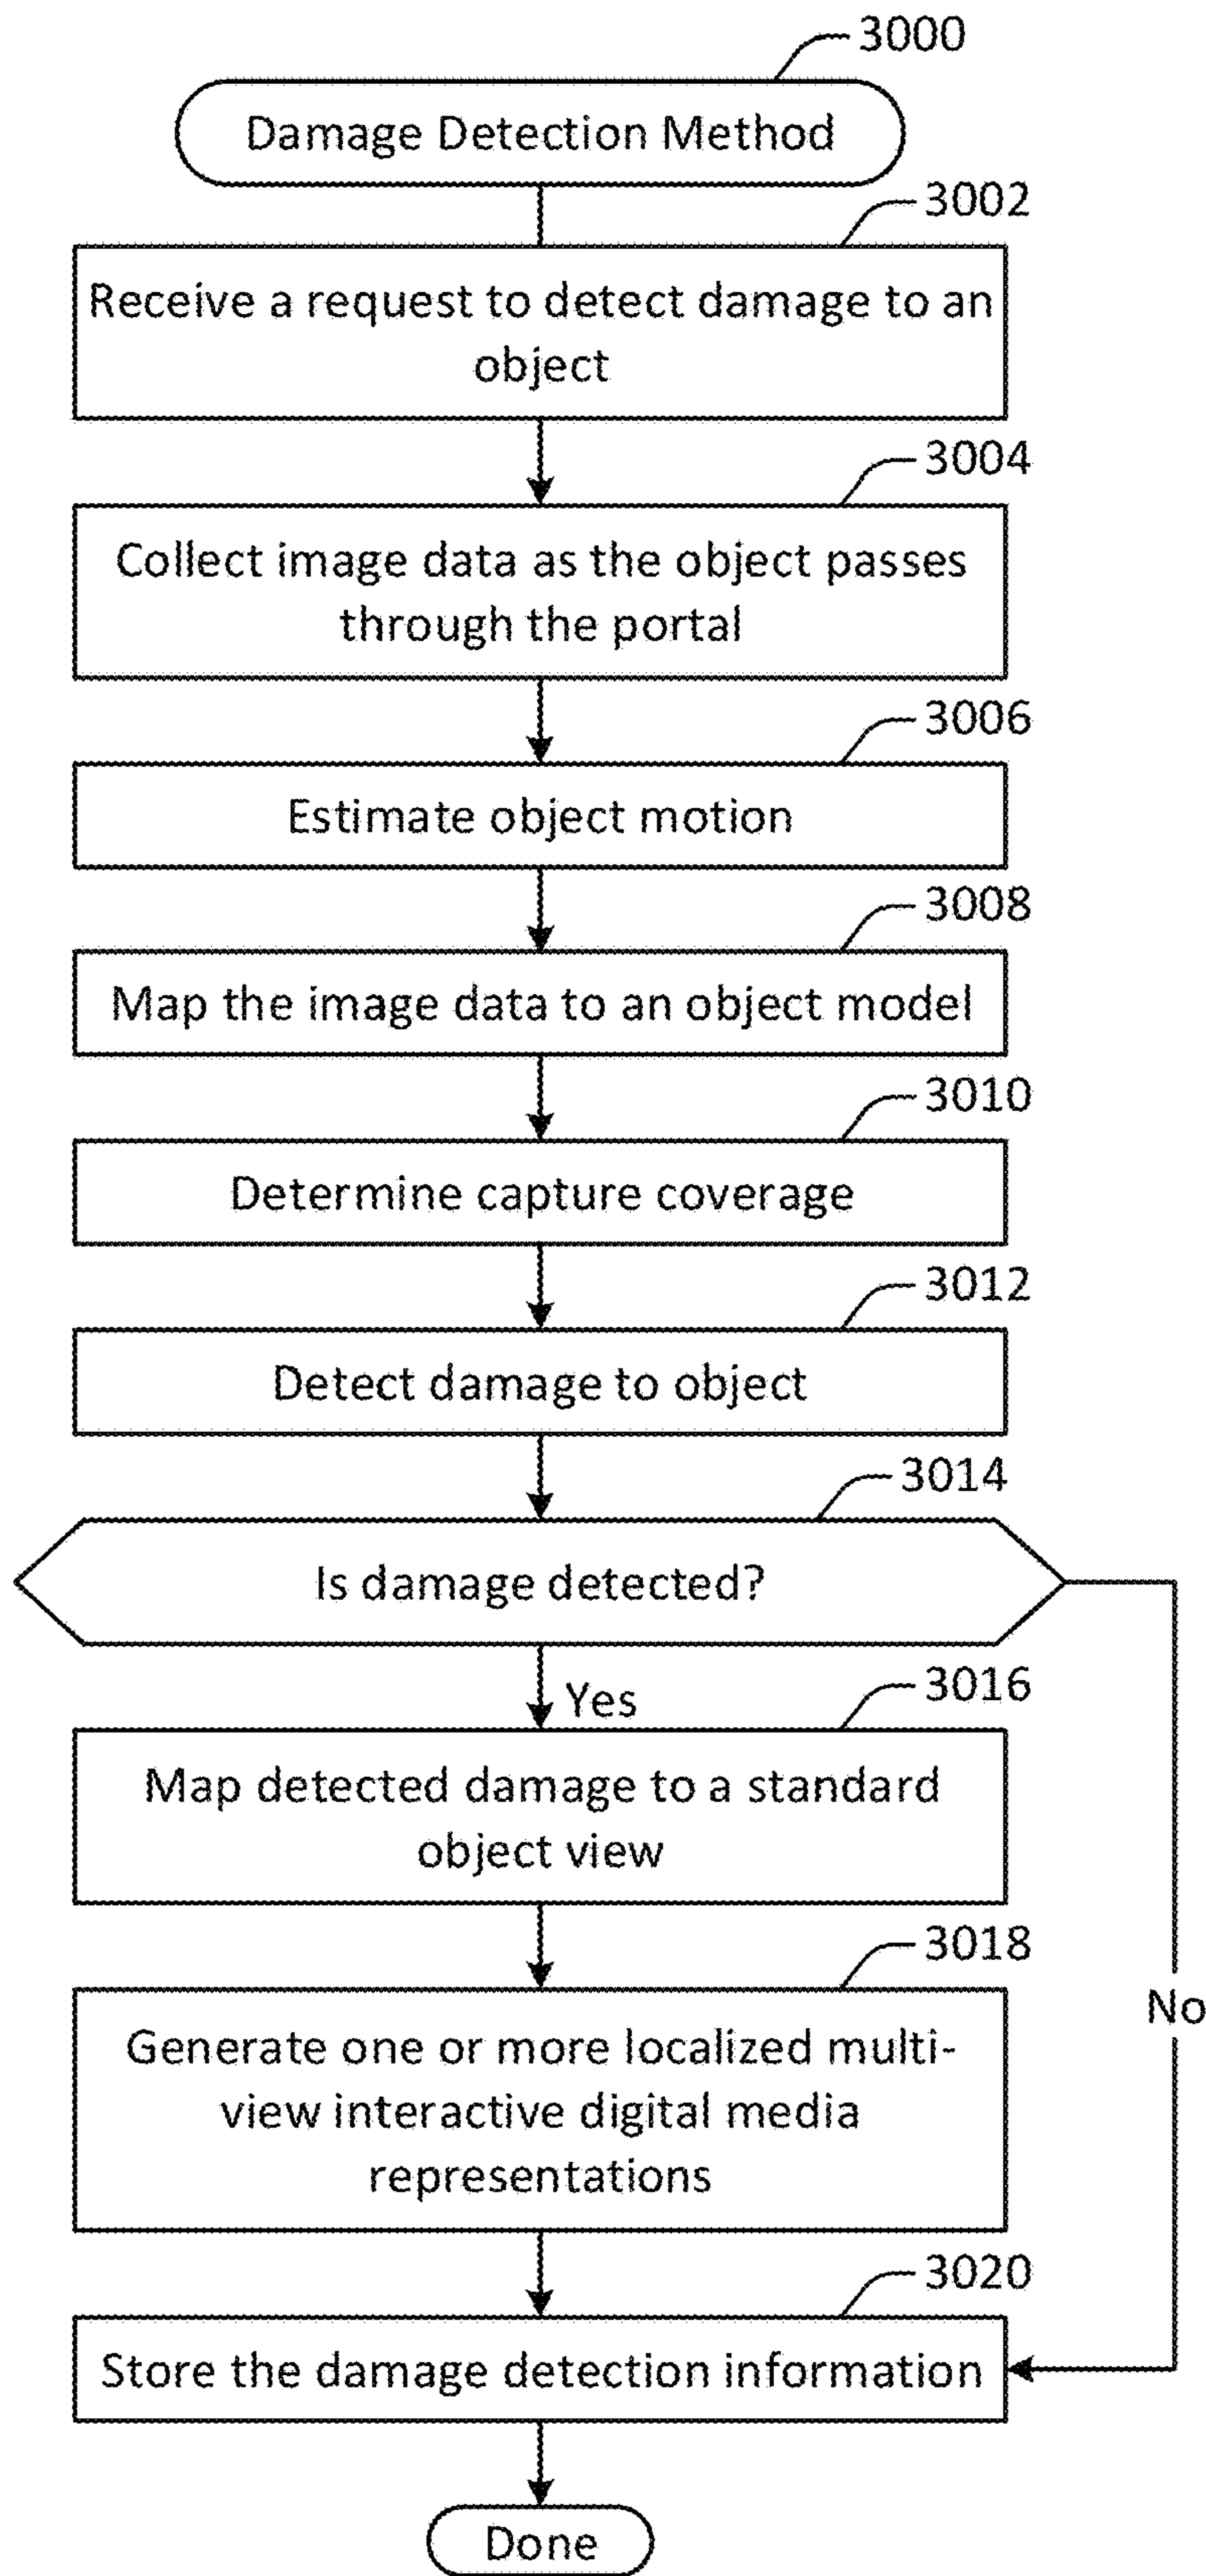 3000
Damage Detection Method
3002
Receive a request to detect damage to an
object
3004
Collect image data as the object passes
through the portal
3006
Estimate object motion
3008
Map the image data to an object model
3010
Determine capture coverage
3012
Detect damage to object
3014
Is damage detected?
Yes
3016
Map detected damage to a standard
object view
3018
No
Generate one or more localized multi-
view interactive digital media
representations
3020
Store the damage detection information
Done